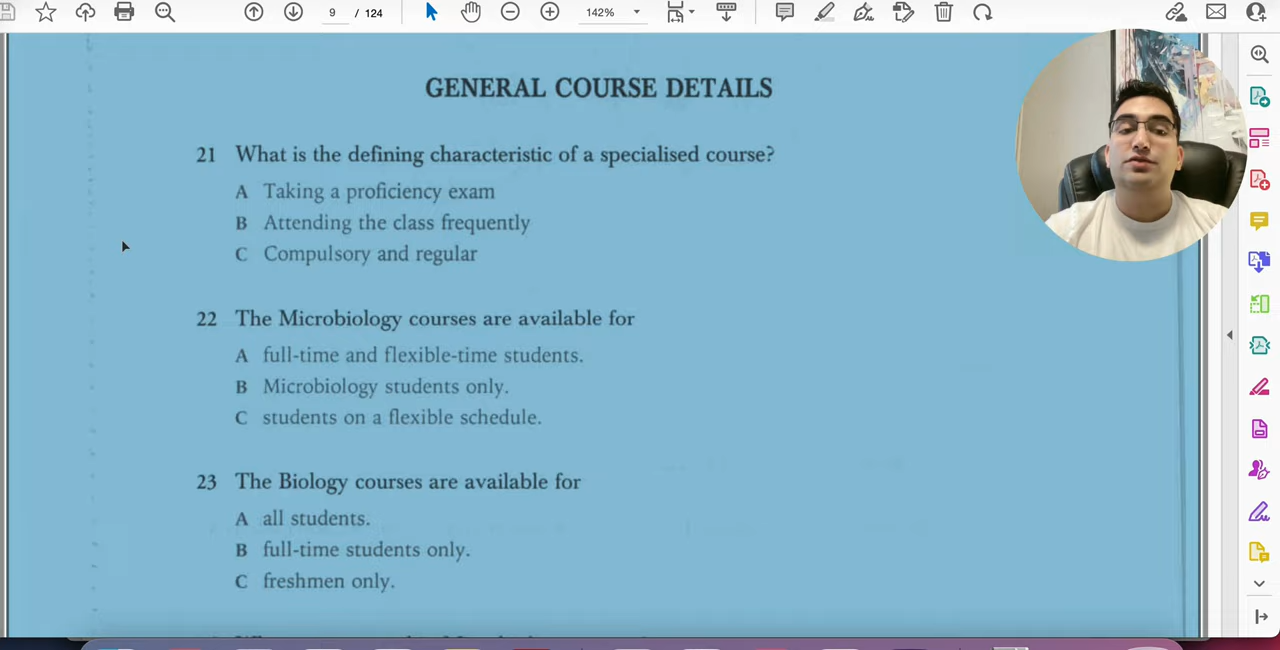 9 / 124
142%
GENERAL COURSE DETAILS
21 What is the defining characteristic of a specialised course?
A Taking a proficiency exam
B Attending the class frequently
C Compulsory and regular
22 The Microbiology courses are available for
A full-time and flexible-time students.
B Microbiology students only.
C students on a flexible schedule.
23 The Biology courses are available for
A all students.
B full-time students only.
C freshmen only.